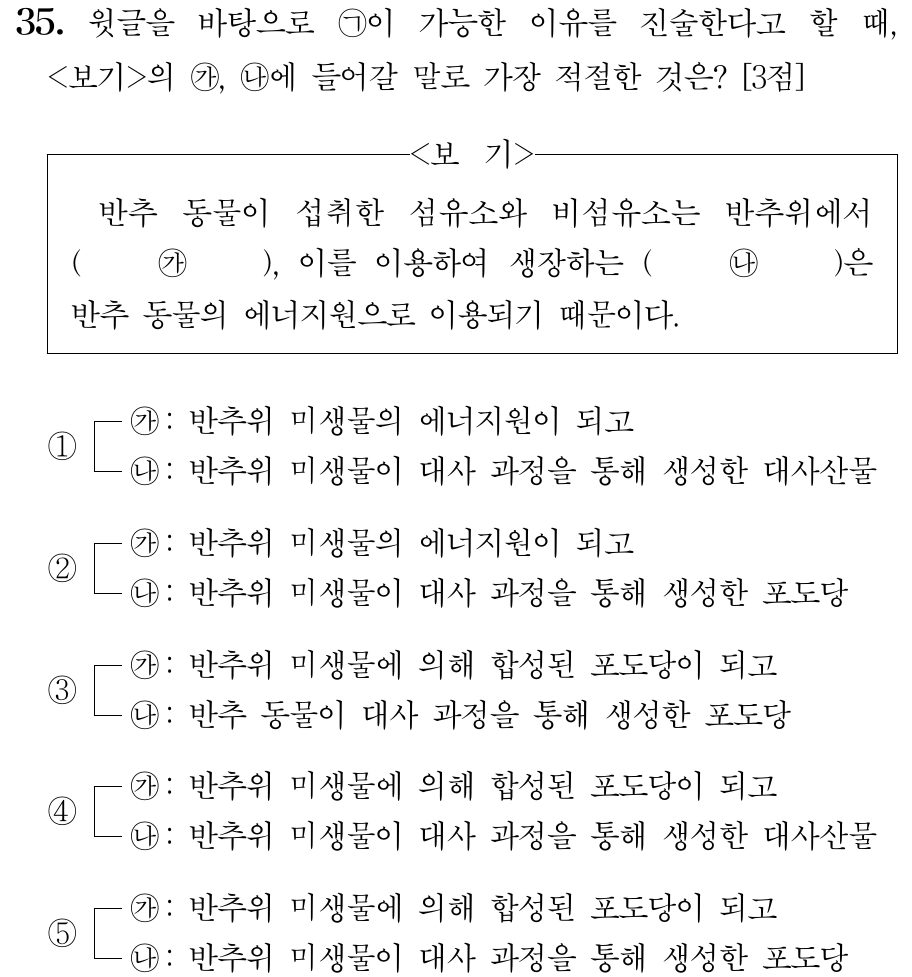 35. 윗글을 바탕으로 ㉠이 가능한 이유를 진술한다고 할 때,
<보기>의 ㉮, ㉯에 들어갈 말로 가장 적절한 것은? [3점]
<보 기>
반추 동물이 섭취한 섬유소와 비섬유소는 반추위에서
( ㉮ ), 이를 이용하여 생장하는 ( ㉯ )은
반추 동물의 에너지원으로 이용되기 때문이다.
① ㉮: 반추위 미생물의 에너지원이 되고
㉯: 반추위 미생물이 대사 과정을 통해 생성한 대사산물
② ㉮: 반추위 미생물의 에너지원이 되고
㉯: 반추위 미생물이 대사 과정을 통해 생성한 포도당
③ ㉮: 반추위 미생물에 의해 합성된 포도당이 되고
㉯: 반추 동물이 대사 과정을 통해 생성한 포도당
④ ㉮: 반추위 미생물에 의해 합성된 포도당이 되고
㉯: 반추위 미생물이 대사 과정을 통해 생성한 대사산물
⑤ ㉮: 반추위 미생물에 의해 합성된 포도당이 되고
㉯: 반추위 미생물이 대사 과정을 통해 생성한 포도당